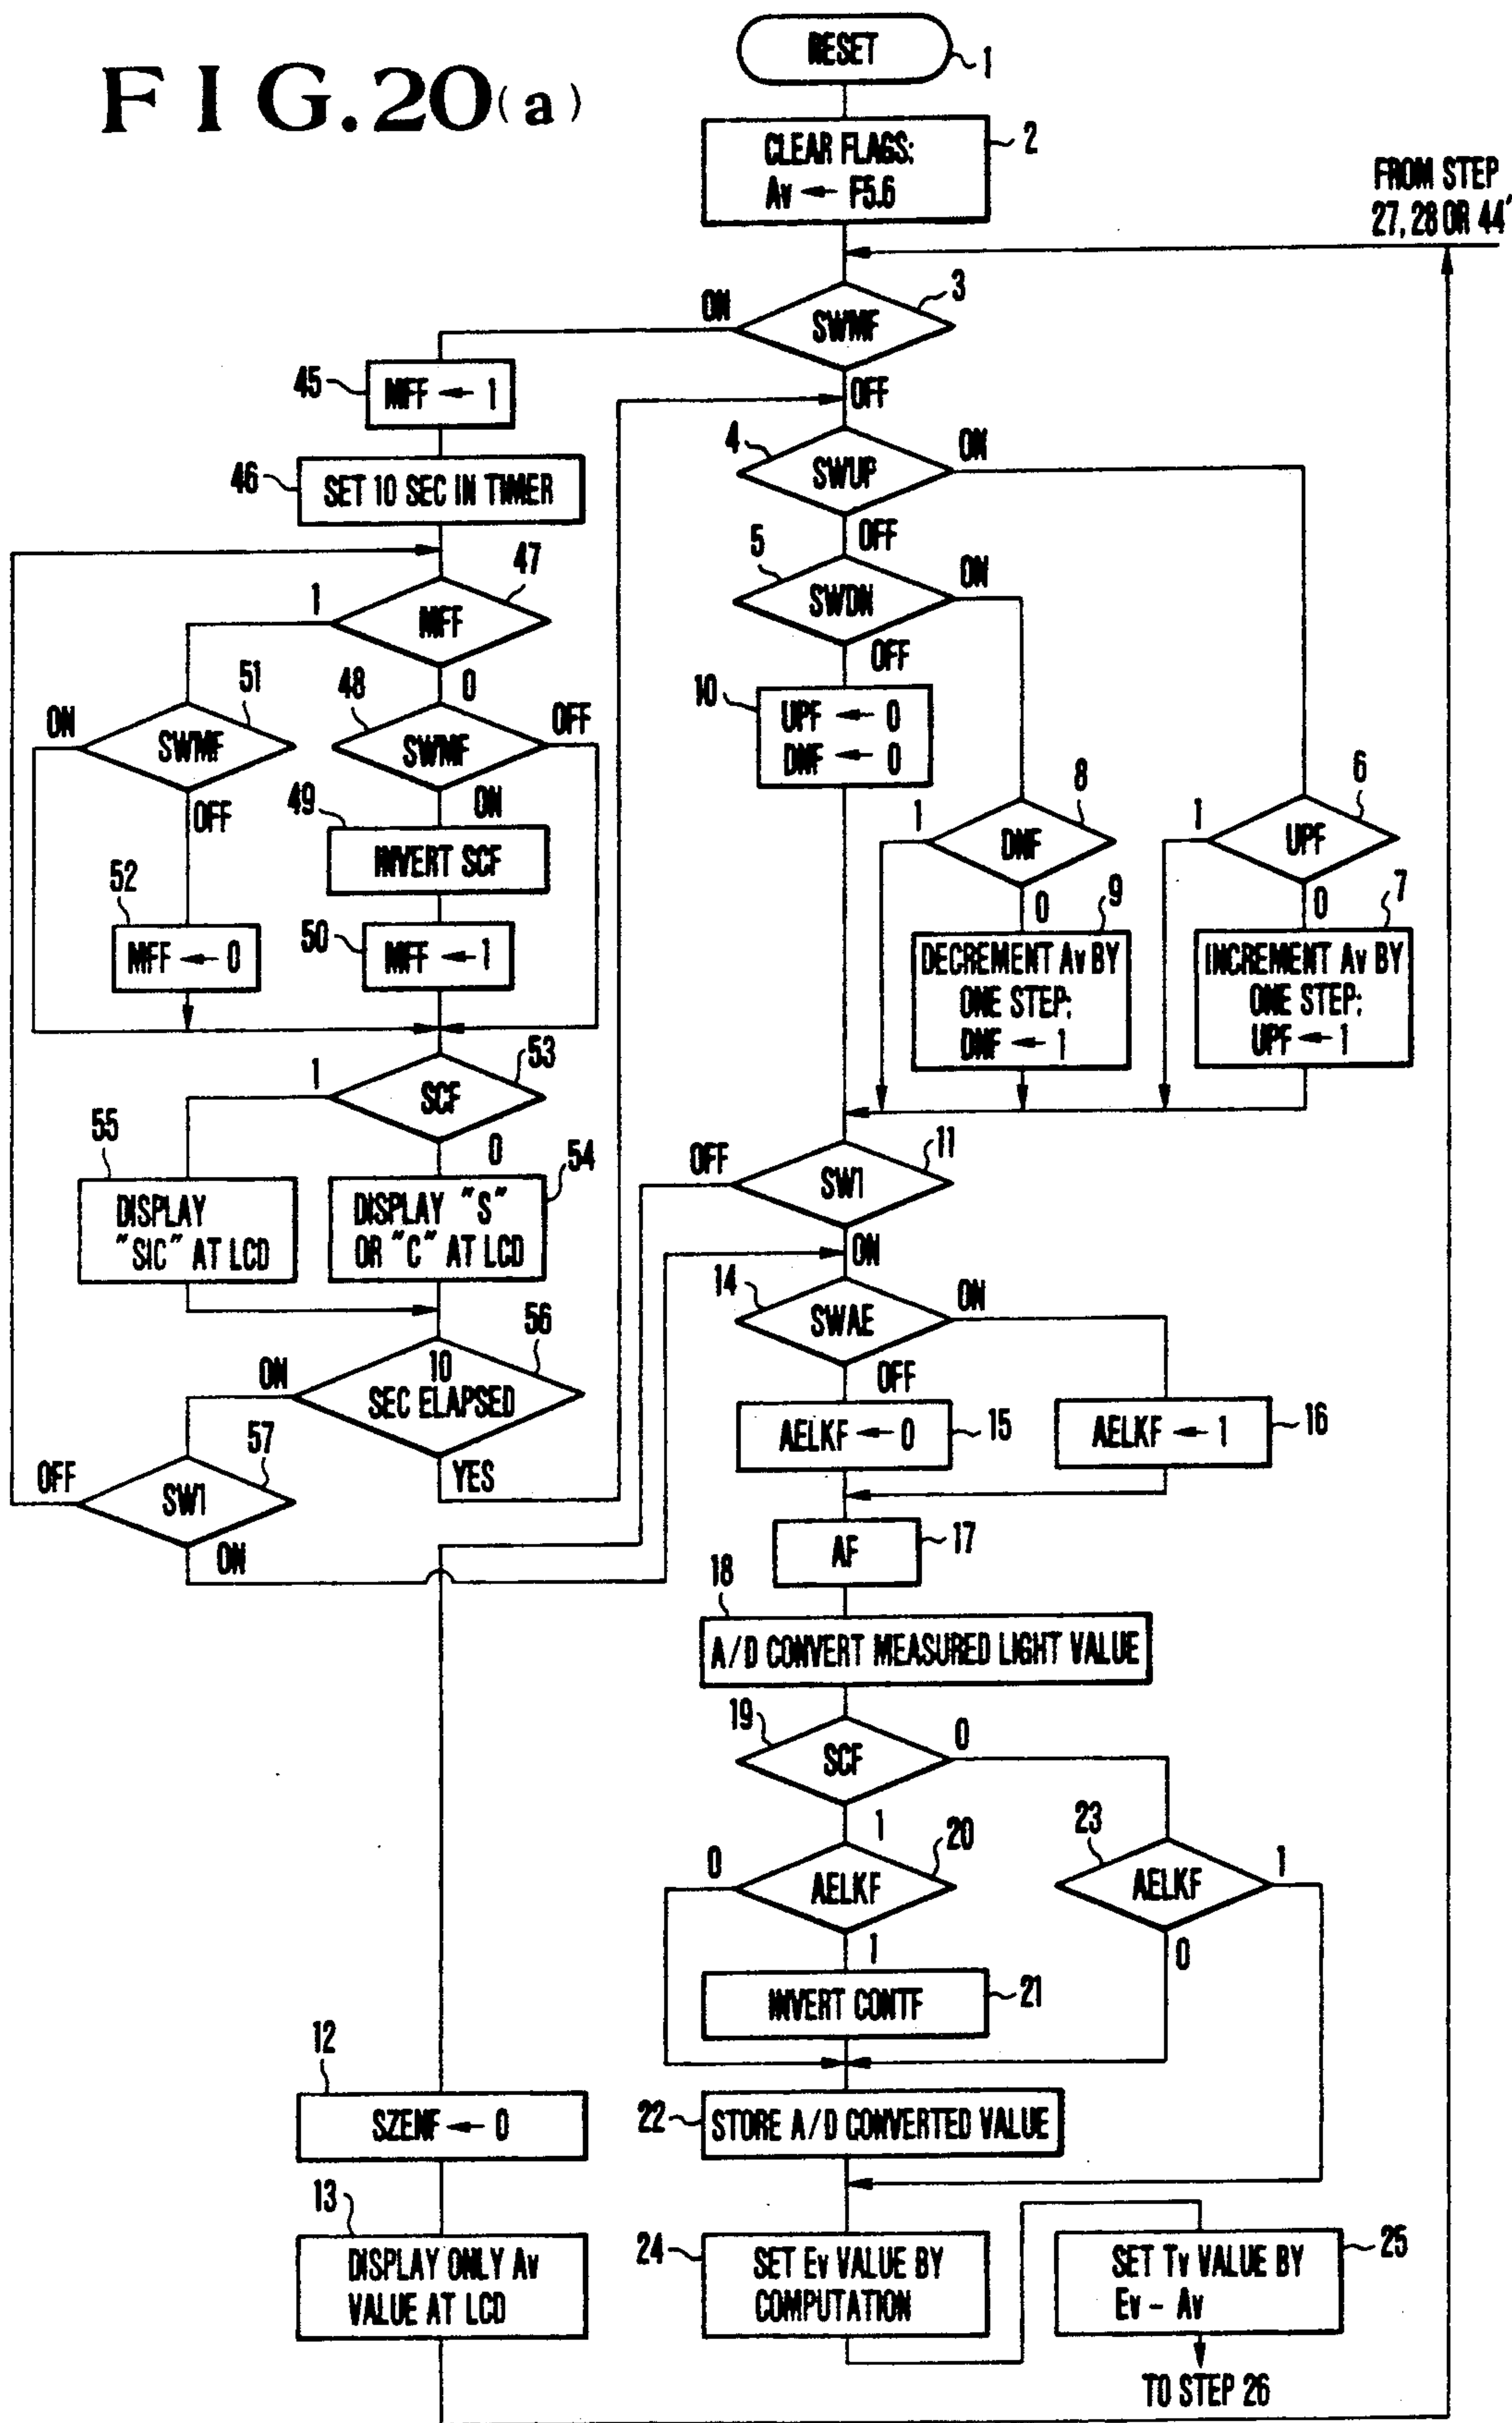 FIG.20(a)
RESET
1
CLEAR FLAGS;
Av ← F5.6
2
FROM STEP
27, 28 OR 44'
SWMF
3
ON
OFF
45
MFF ← 1
46
SET 10 SEC IN TIMER
4
SWUP
ON
OFF
5
SWDN
ON
OFF
47
MFF
1
0
10
UPF ← 0
DNF ← 0
51
SWMF
ON
OFF
48
SWMF
OFF
ON
49
INVERT SCF
8
DNF
1
0
6
UPF
1
0
52
MFF ← 0
50
MFF ← 1
9
DECREMENT Av BY
ONE STEP;
DNF ← 1
7
INCREMENT Av BY
ONE STEP;
UPF ← 1
53
SCF
1
0
55
DISPLAY
"SIC" AT LCD
54
DISPLAY "S"
OR "C" AT LCD
11
SW1
OFF
ON
14
SWAE
ON
OFF
56
10
SEC ELAPSED
ON
YES
57
SW1
OFF
ON
AELKF ← 0
15
AELKF ← 1
16
AF
17
18
A/D CONVERT MEASURED LIGHT VALUE
19
SCF
0
1
20
AELKF
0
1
23
AELKF
1
0
INVERT CONTF
21
12
SZENF ← 0
22
STORE A/D CONVERTED VALUE
13
DISPLAY ONLY Av
VALUE AT LCD
24
SET Ev VALUE BY
COMPUTATION
SET Tv VALUE BY
Ev - Av
25
TO STEP 26